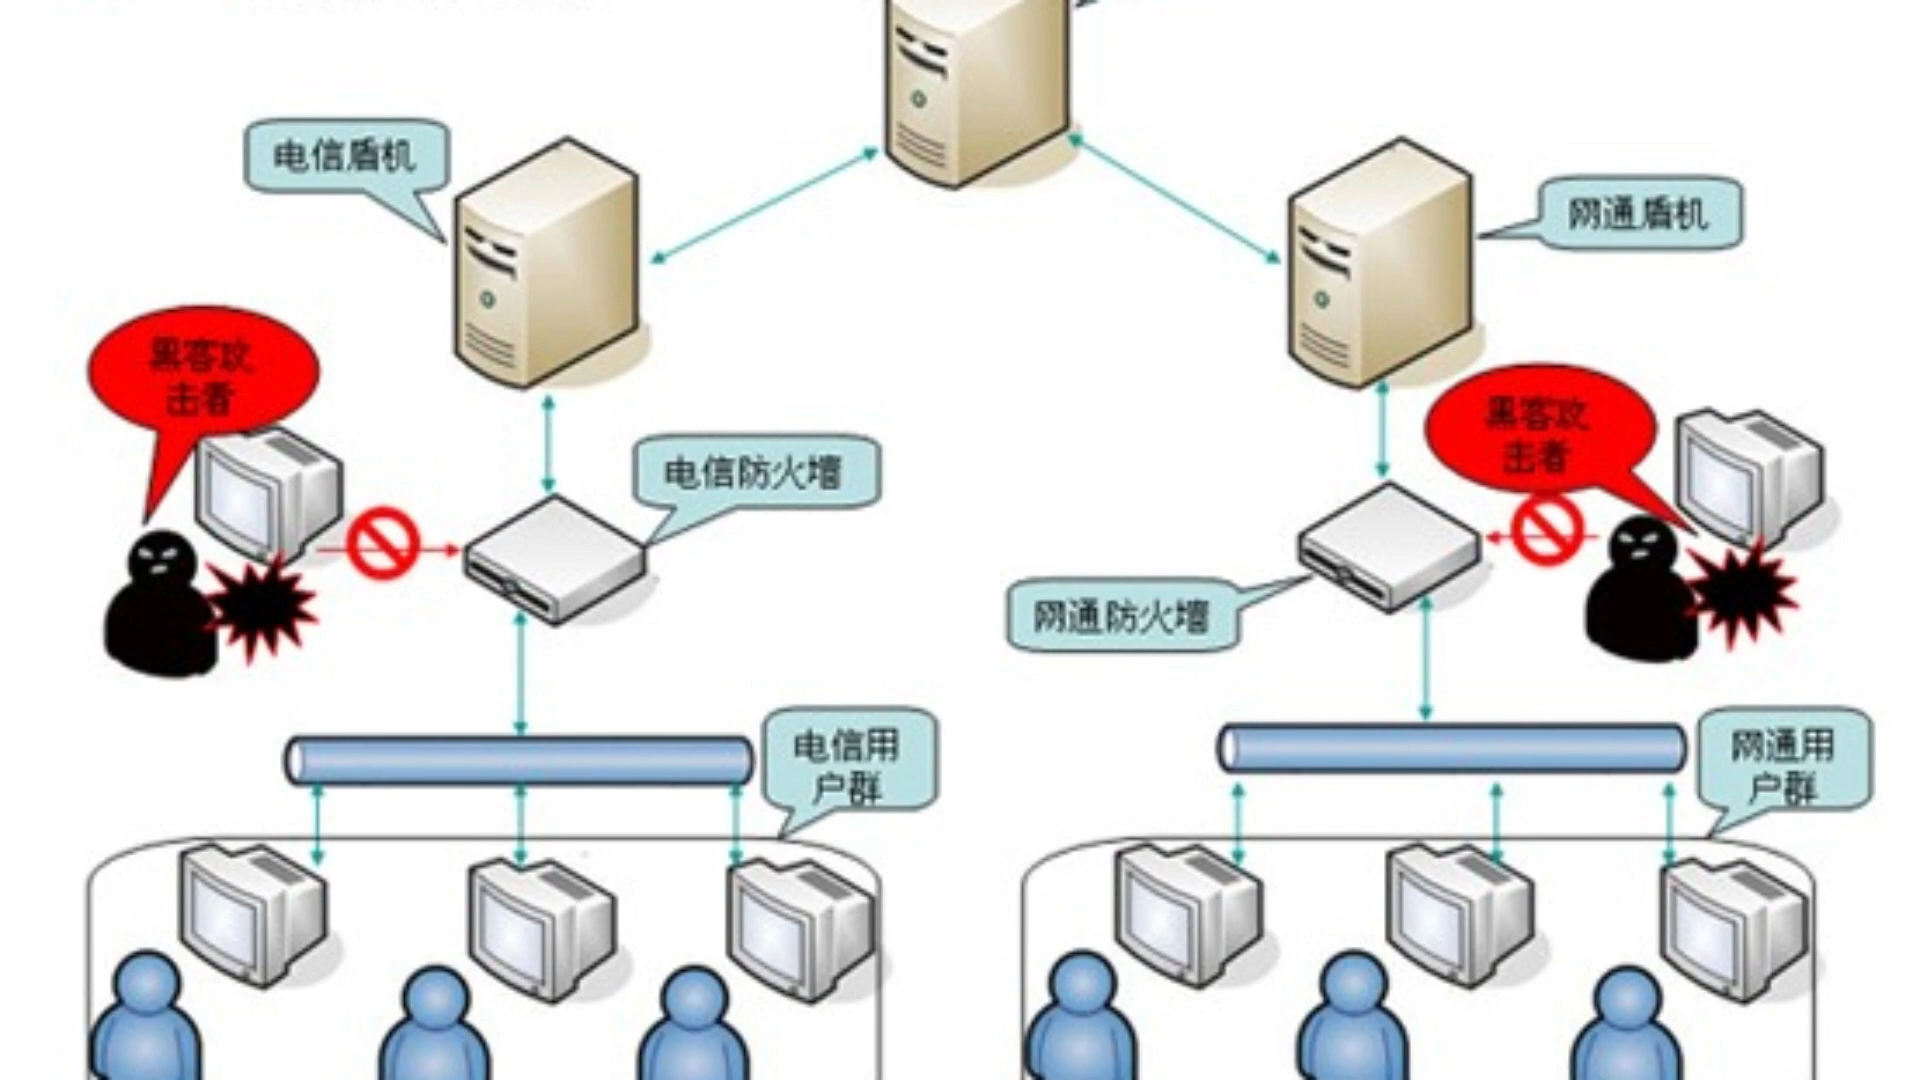 电信盾机
网通盾机
黑客攻
击者
黑客攻
击者
电信防火墙
网通防火墙
电信用
户群
网通用
户群